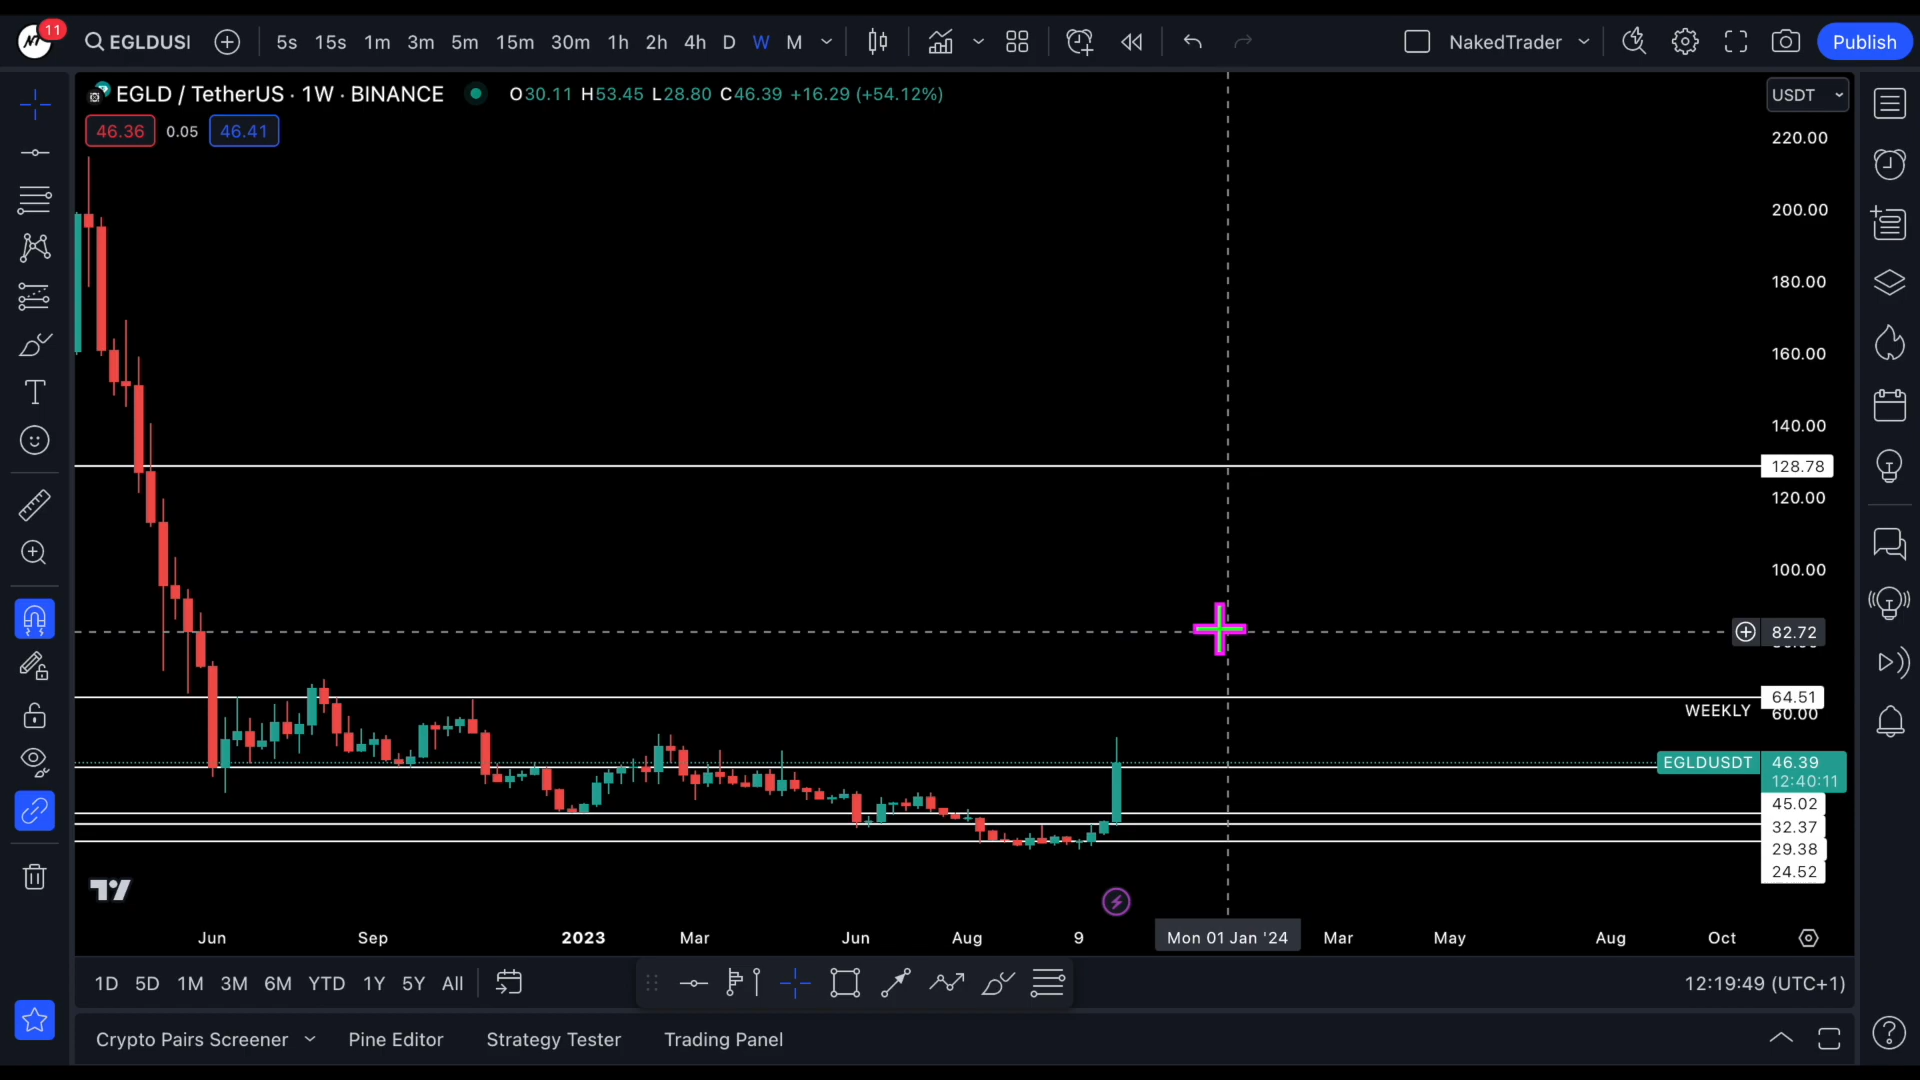 11
EGLDUSI 5s 15s 1m 3m 5m 15m 30m 1h 2h 4h D W M NakedTrader Publish
EGLD / TetherUS · 1W · BINANCE O30.11 H53.45 L28.80 C46.39 +16.29 (+54.12%) USDT
46.36 0.05 46.41
220.00
200.00
180.00
160.00
140.00
128.78
120.00
100.00
82.72
64.51
WEEKLY 60.00
EGLDUSDT 46.39
12:40:11
45.02
32.37
29.38
24.52
Jun Sep 2023 Mar Jun Aug 9 Mon 01 Jan '24 Mar May Aug Oct
1D 5D 1M 3M 6M YTD 1Y 5Y All 12:19:49 (UTC+1)
Crypto Pairs Screener Pine Editor Strategy Tester Trading Panel